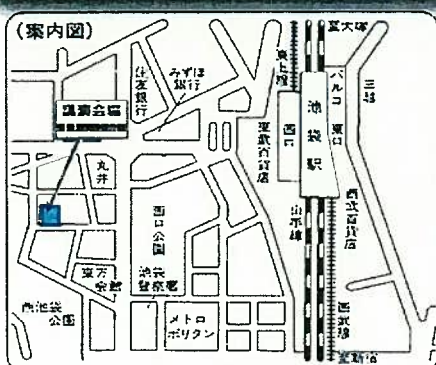 (案内図)
至大塚
東上線
三越
パルコ
東口
池袋駅
西口
東武百貨店
みずほ
銀行
住友
銀行
講演会場
丸井
西口公園
山手線
西武百貨店
東方
会館
池袋
警察署
西池袋
公園
メトロ
ポリタン
西武線
至新宿